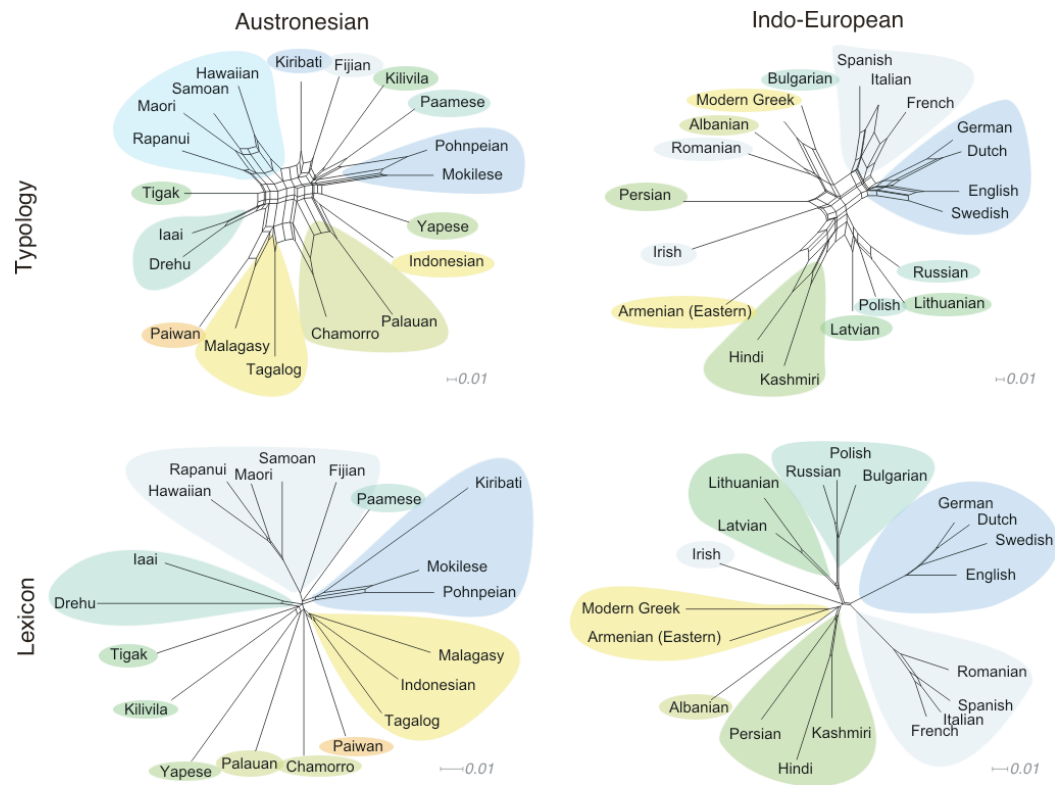 Austronesian
Indo-European
Typology
Hawaiian
Samoan
Maori
Rapanui
Tigak
Iaai
Drehu
Paiwan
Malagasy
Tagalog
Chamorro
Palauan
Indonesian
Yapese
Mokilese
Pohnpeian
Paamese
Kilivila
Fijian
Kiribati
0.01
Spanish
Italian
French
Bulgarian
Modern Greek
Albanian
Romanian
Persian
Irish
Armenian (Eastern)
Hindi
Kashmiri
Latvian
Polish
Lithuanian
Russian
Swedish
English
Dutch
German
0.01
Lexicon
Samoan
Rapanui
Maori
Hawaiian
Fijian
Paamese
Kiribati
Iaai
Drehu
Mokilese
Pohnpeian
Tigak
Malagasy
Indonesian
Tagalog
Kilivila
Yapese
Palauan
Chamorro
Paiwan
0.01
Polish
Russian
Bulgarian
Lithuanian
Latvian
Irish
German
Dutch
Swedish
English
Modern Greek
Armenian (Eastern)
Albanian
Persian
Hindi
Kashmiri
Romanian
Spanish
Italian
French
0.01